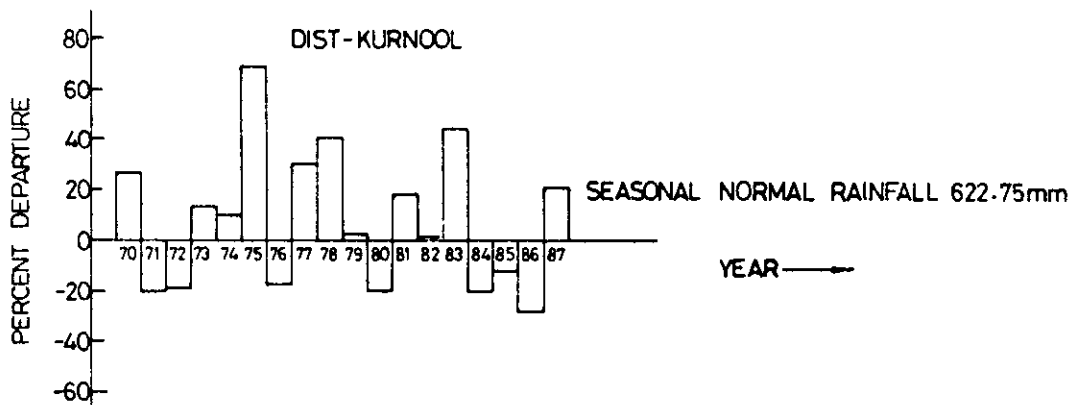 DIST-KURNOOL
PERCENT DEPARTURE
80
60
40
20
0
-20
-40
-60
70 71 72 73 74 75 76 77 78 79 80 81 82 83 84 85 86 87
SEASONAL NORMAL RAINFALL 622.75mm
YEAR